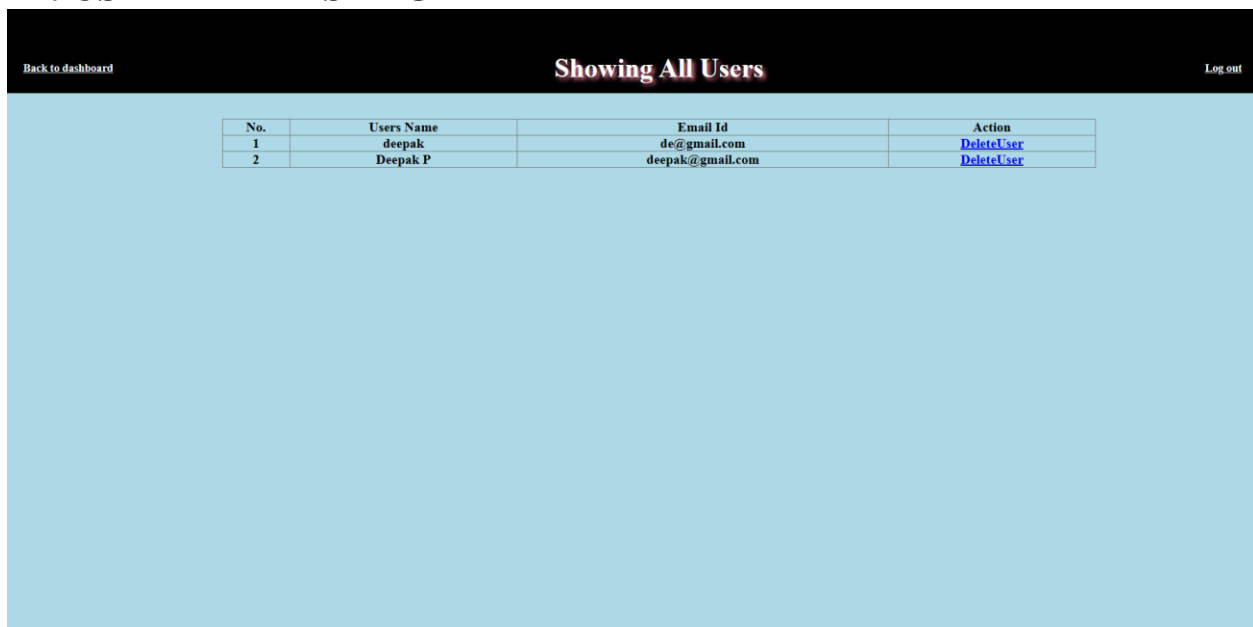 Back to dashboard Showing All Users Log out
No. Users Name Email Id Action
1 deepak de@gmail.com DeleteUser
2 Deepak P deepak@gmail.com DeleteUser